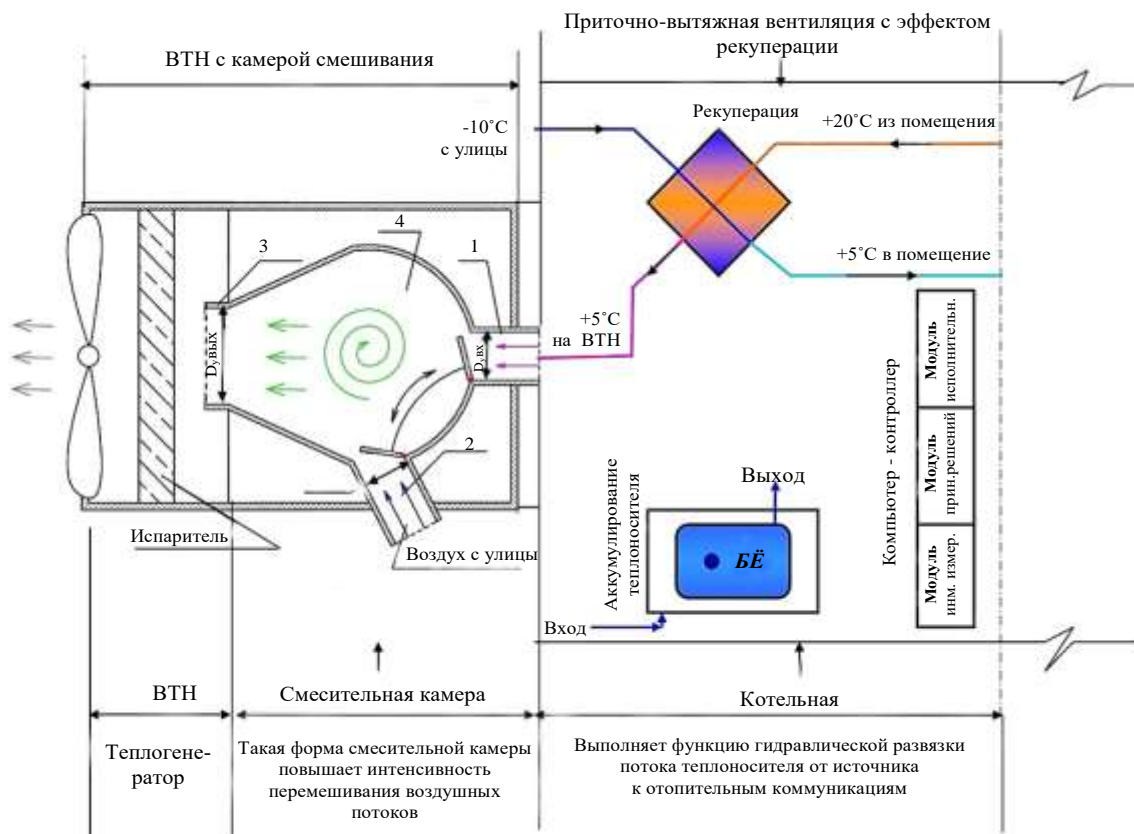 Приточно-вытяжная вентиляция с эффектом
рекуперации
ВТН с камерой смешивания
-10˚С
с улицы
Рекуперация
+20˚С из помещения
3
4
1
+5˚С в помещение
+5˚С
на ВТН
Dувых
Dувх
2
Испаритель
Воздух с улицы
Аккумулирование
теплоносителя
Выход
БЁ
Вход
Компьютер - контроллер
Модуль
исполнительн.
Модуль
прин.решений
Модуль
инм. измер.
ВТН
Смесительная камера
Котельная
Теплогене-
ратор
Такая форма смесительной камеры
повышает интенсивность
перемешивания воздушных
потоков
Выполняет функцию гидравлической развязки
потока теплоносителя от источника
к отопительным коммуникациям